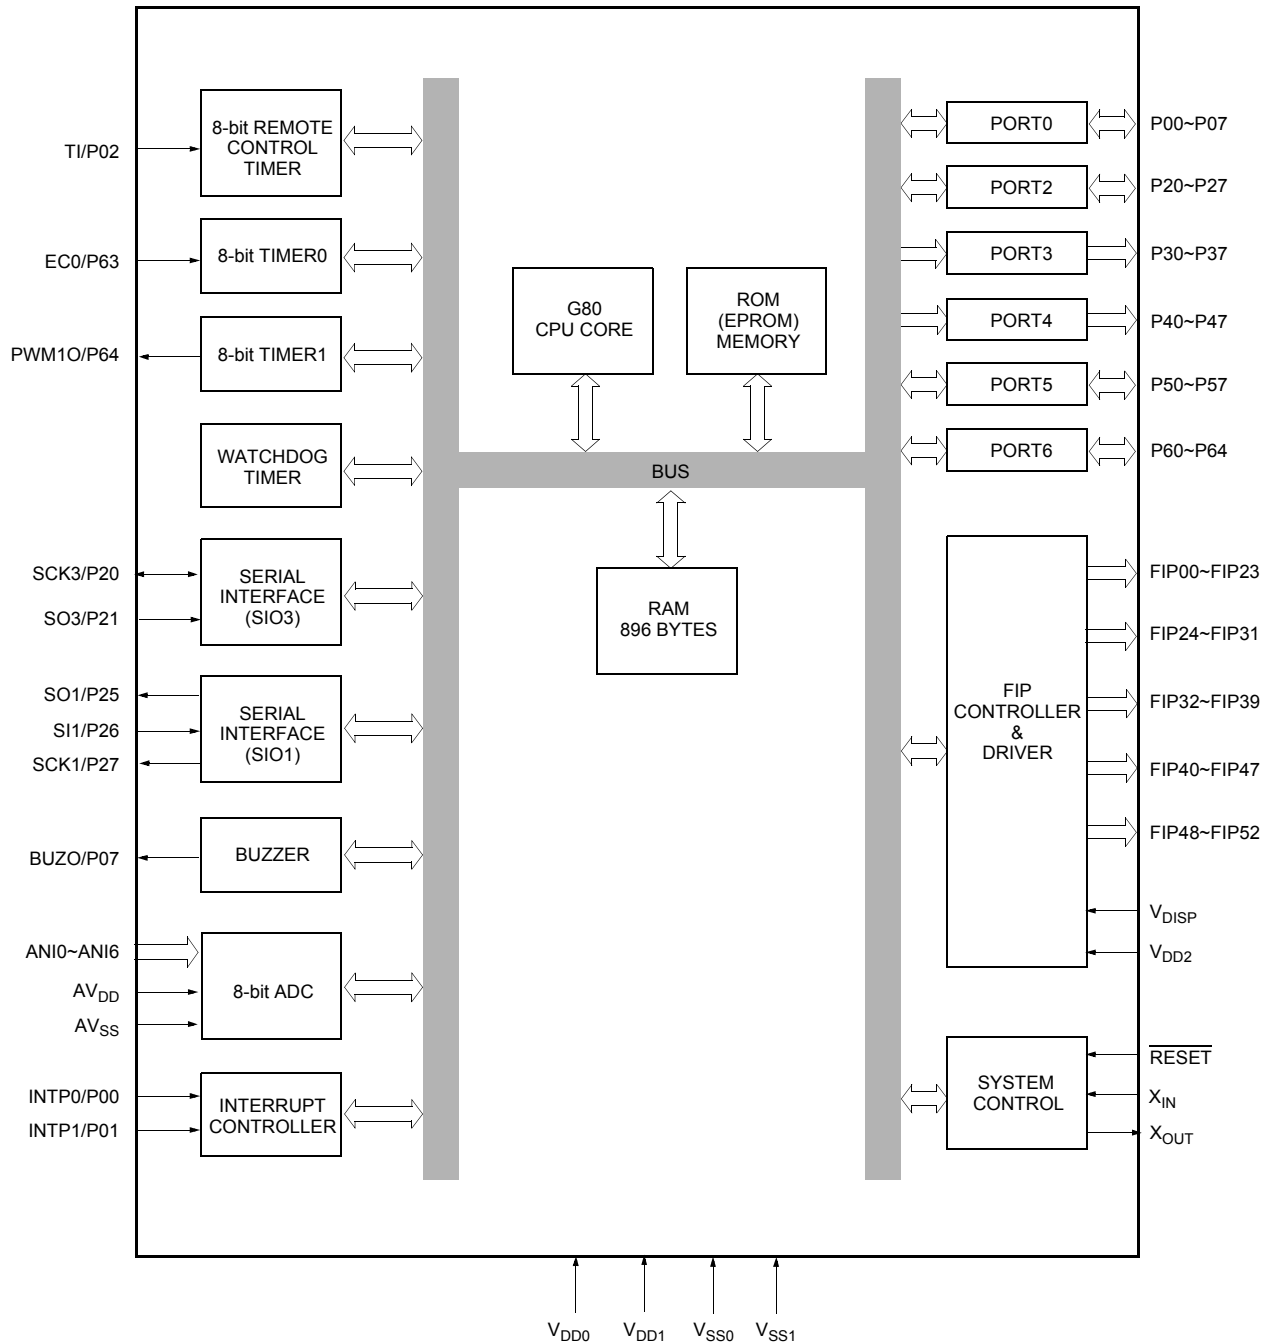 TI/P02
8-bit REMOTE
CONTROL
TIMER
EC0/P63
8-bit TIMER0
PWM1O/P64
8-bit TIMER1
WATCHDOG
TIMER
SCK3/P20
SO3/P21
SERIAL
INTERFACE
(SIO3)
SO1/P25
SI1/P26
SCK1/P27
SERIAL
INTERFACE
(SIO1)
BUZO/P07
BUZZER
ANI0~ANI6
AVDD
AVSS
8-bit ADC
INTP0/P00
INTP1/P01
INTERRUPT
CONTROLLER
G80
CPU CORE
ROM
(EPROM)
MEMORY
BUS
RAM
896 BYTES
PORT0
P00~P07
PORT2
P20~P27
PORT3
P30~P37
PORT4
P40~P47
PORT5
P50~P57
PORT6
P60~P64
FIP
CONTROLLER
&
DRIVER
FIP00~FIP23
FIP24~FIP31
FIP32~FIP39
FIP40~FIP47
FIP48~FIP52
VDISP
VDD2
SYSTEM
CONTROL
RESET
XIN
XOUT
VDD0 VDD1 VSS0 VSS1